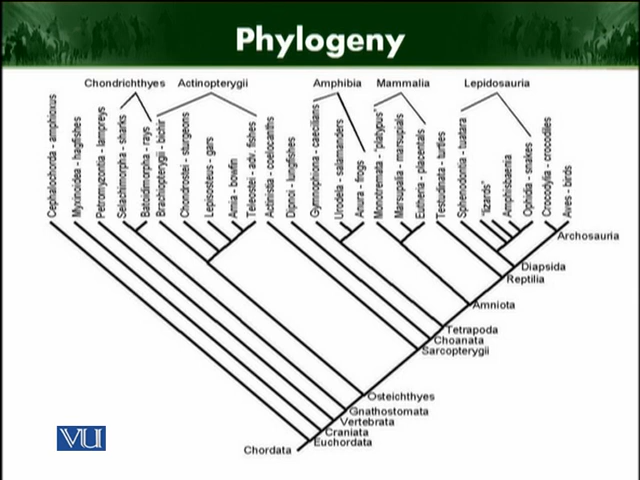 Phylogeny
Chondrichthyes
Actinopterygii
Amphibia
Mammalia
Lepidosauria
Cephalochorda - amphioxus
Myxinoidea - hagfishes
Petromyzontia - lampreys
Selachimorpha - sharks
Batoidimorpha - rays
Brachiopterygii - bichir
Chondrostei - sturgeons
Lepisosteus - gars
Amia - bowfin
Teleostei - adv. fishes
Actinistia - coelocanths
Dipnoi - lungfishes
Gymnophiona - caecilians
Urodela - salamanders
Anura - frogs
Monotremata - "platypus"
Marsupalia - marsupials
Eutheria - placentals
Testudinata - turtles
Sphenodontia - tuatara
"lizards"
Amphisbaenia
Ophidia - snakes
Crocodylia - crocodiles
Aves - birds
Archosauria
Diapsida
Reptilia
Amniota
Tetrapoda
Choanata
Sarcopterygii
Osteichthyes
Gnathostomata
Vertebrata
Craniata
Euchordata
Chordata
VU